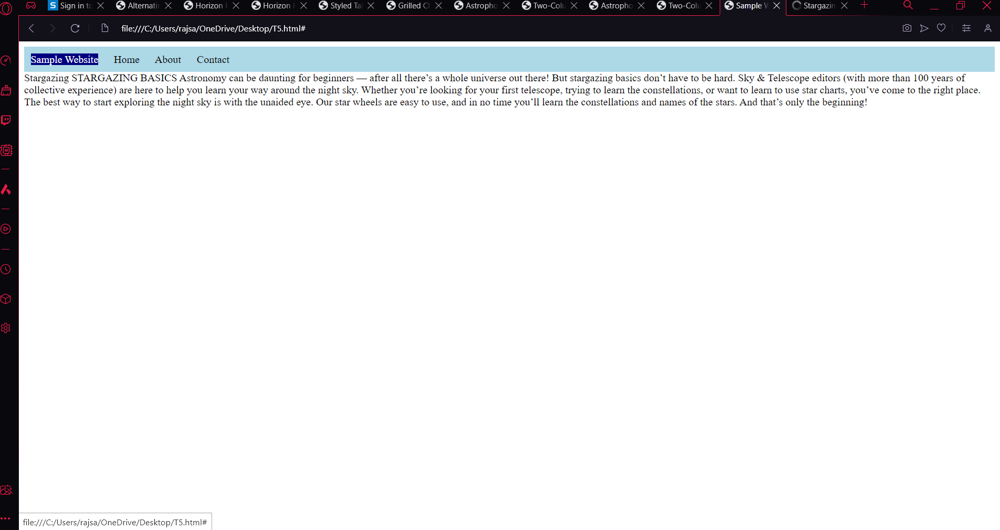 Sign in to
Alternatin
Horizon
Horizon
Styled Ta
Grilled Ch
Astropho
Two-Colu
Astropho
Two-Colu
Sample W
Stargazin
file:///C:/Users/rajsa/OneDrive/Desktop/T5.html#
Sample Website Home About Contact
Stargazing STARGAZING BASICS Astronomy can be daunting for beginners — after all there’s a whole universe out there! But stargazing basics don’t have to be hard. Sky & Telescope editors (with more than 100 years of
collective experience) are here to help you learn your way around the night sky. Whether you’re looking for your first telescope, trying to learn the constellations, or want to learn to use star charts, you’ve come to the right place.
The best way to start exploring the night sky is with the unaided eye. Our star wheels are easy to use, and in no time you’ll learn the constellations and names of the stars. And that’s only the beginning!
file:///C:/Users/rajsa/OneDrive/Desktop/T5.html#